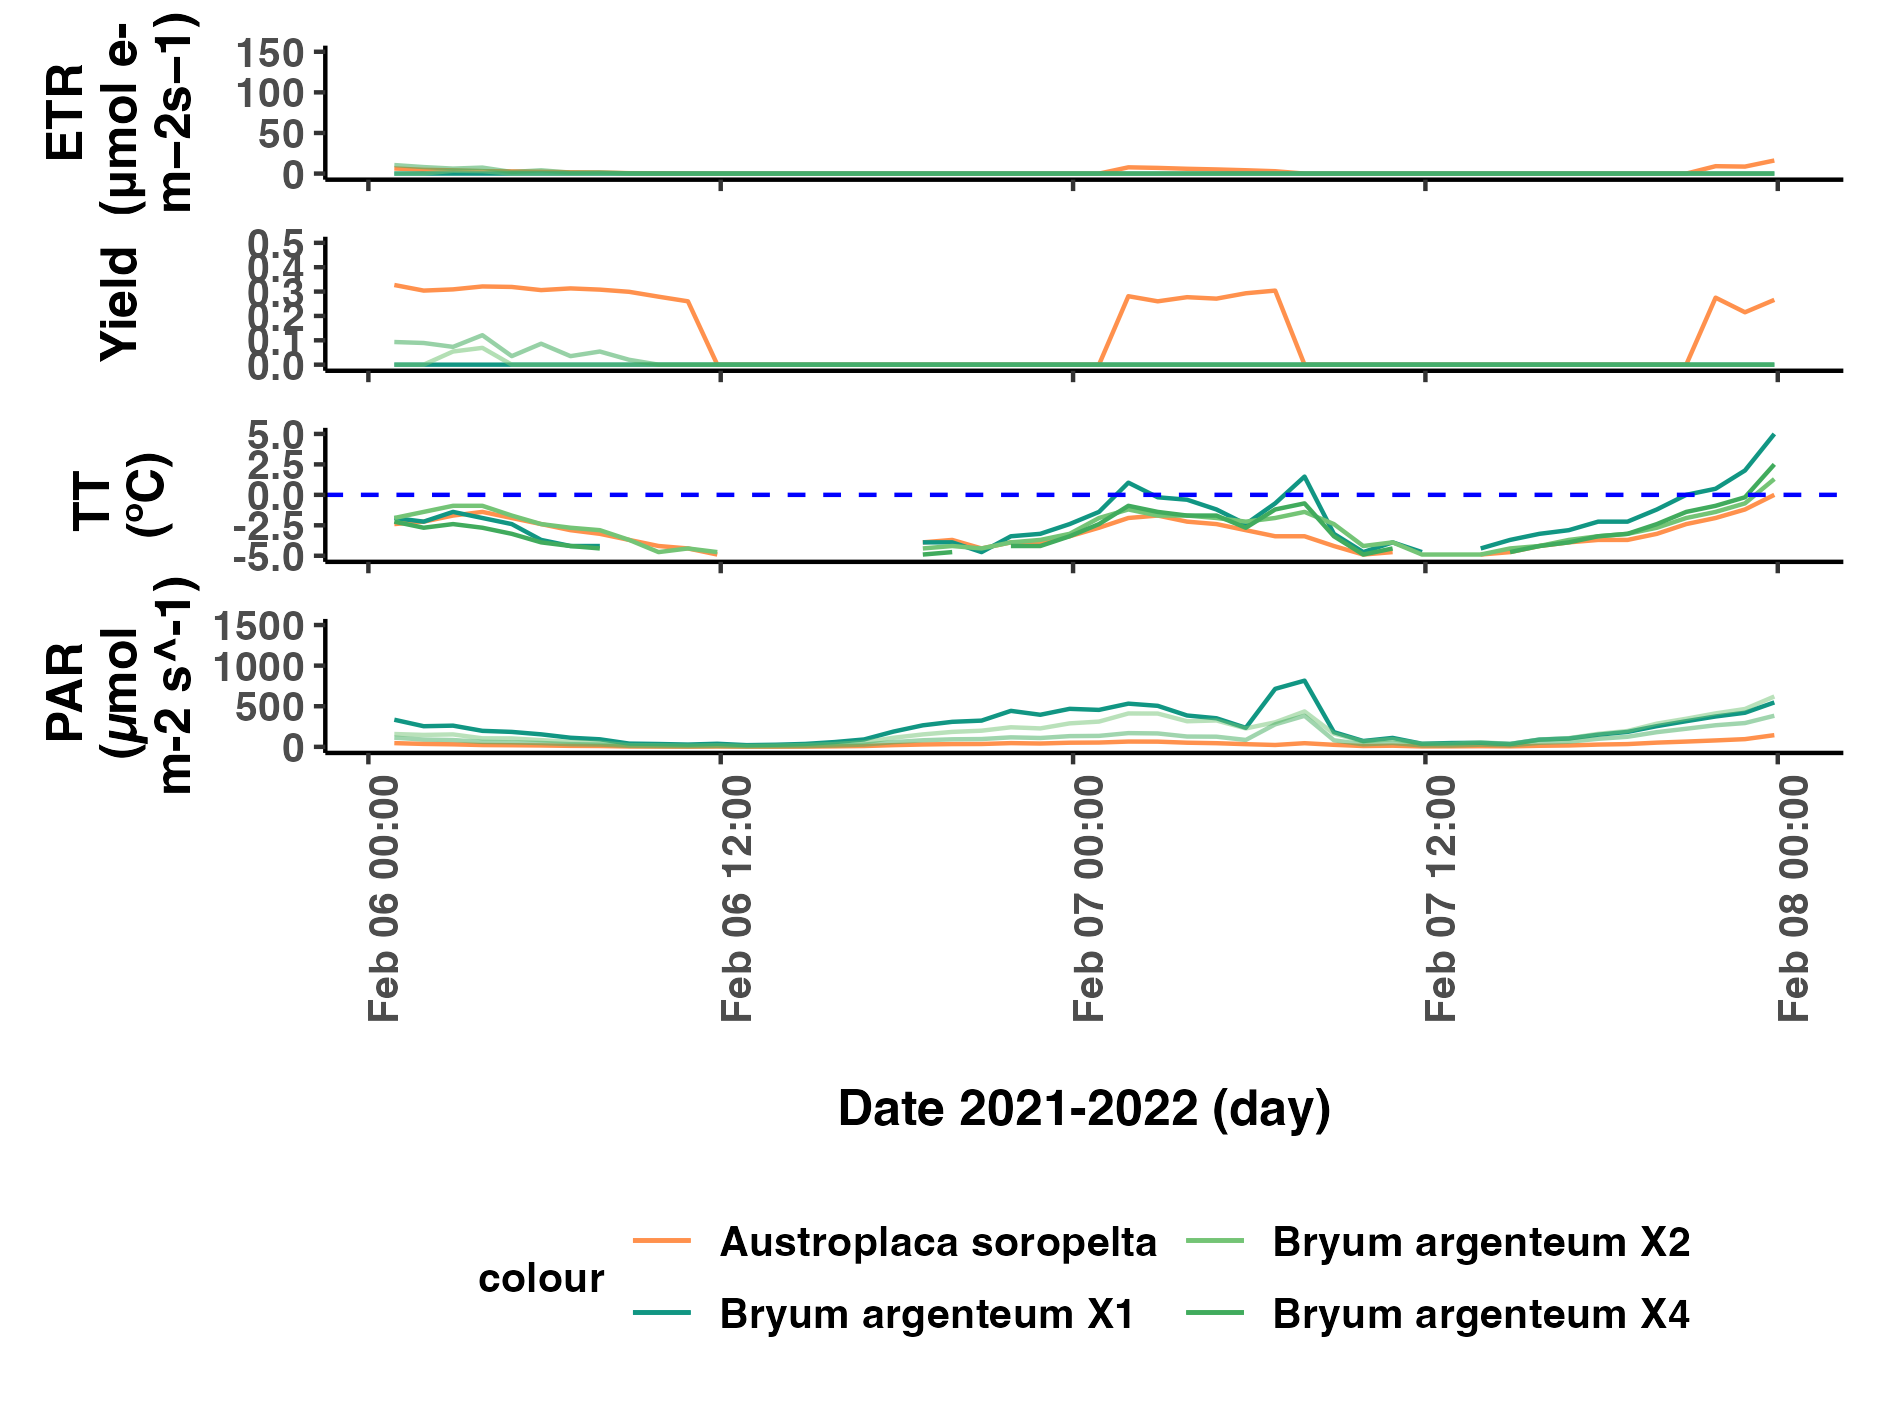 ETR
(μmol e-
m−2s−1)
150
100
50
0
Yield
0.5
0.4
0.3
0.2
0.1
0.0
TT
(°C)
5.0
2.5
0.0
-2.5
-5.0
PAR
(μmol
m-2 s^-1)
1500
1000
500
0
Feb 06 00:00
Feb 06 12:00
Feb 07 00:00
Feb 07 12:00
Feb 08 00:00
Date 2021-2022 (day)
colour
Austroplaca soropelta
Bryum argenteum X2
Bryum argenteum X1
Bryum argenteum X4